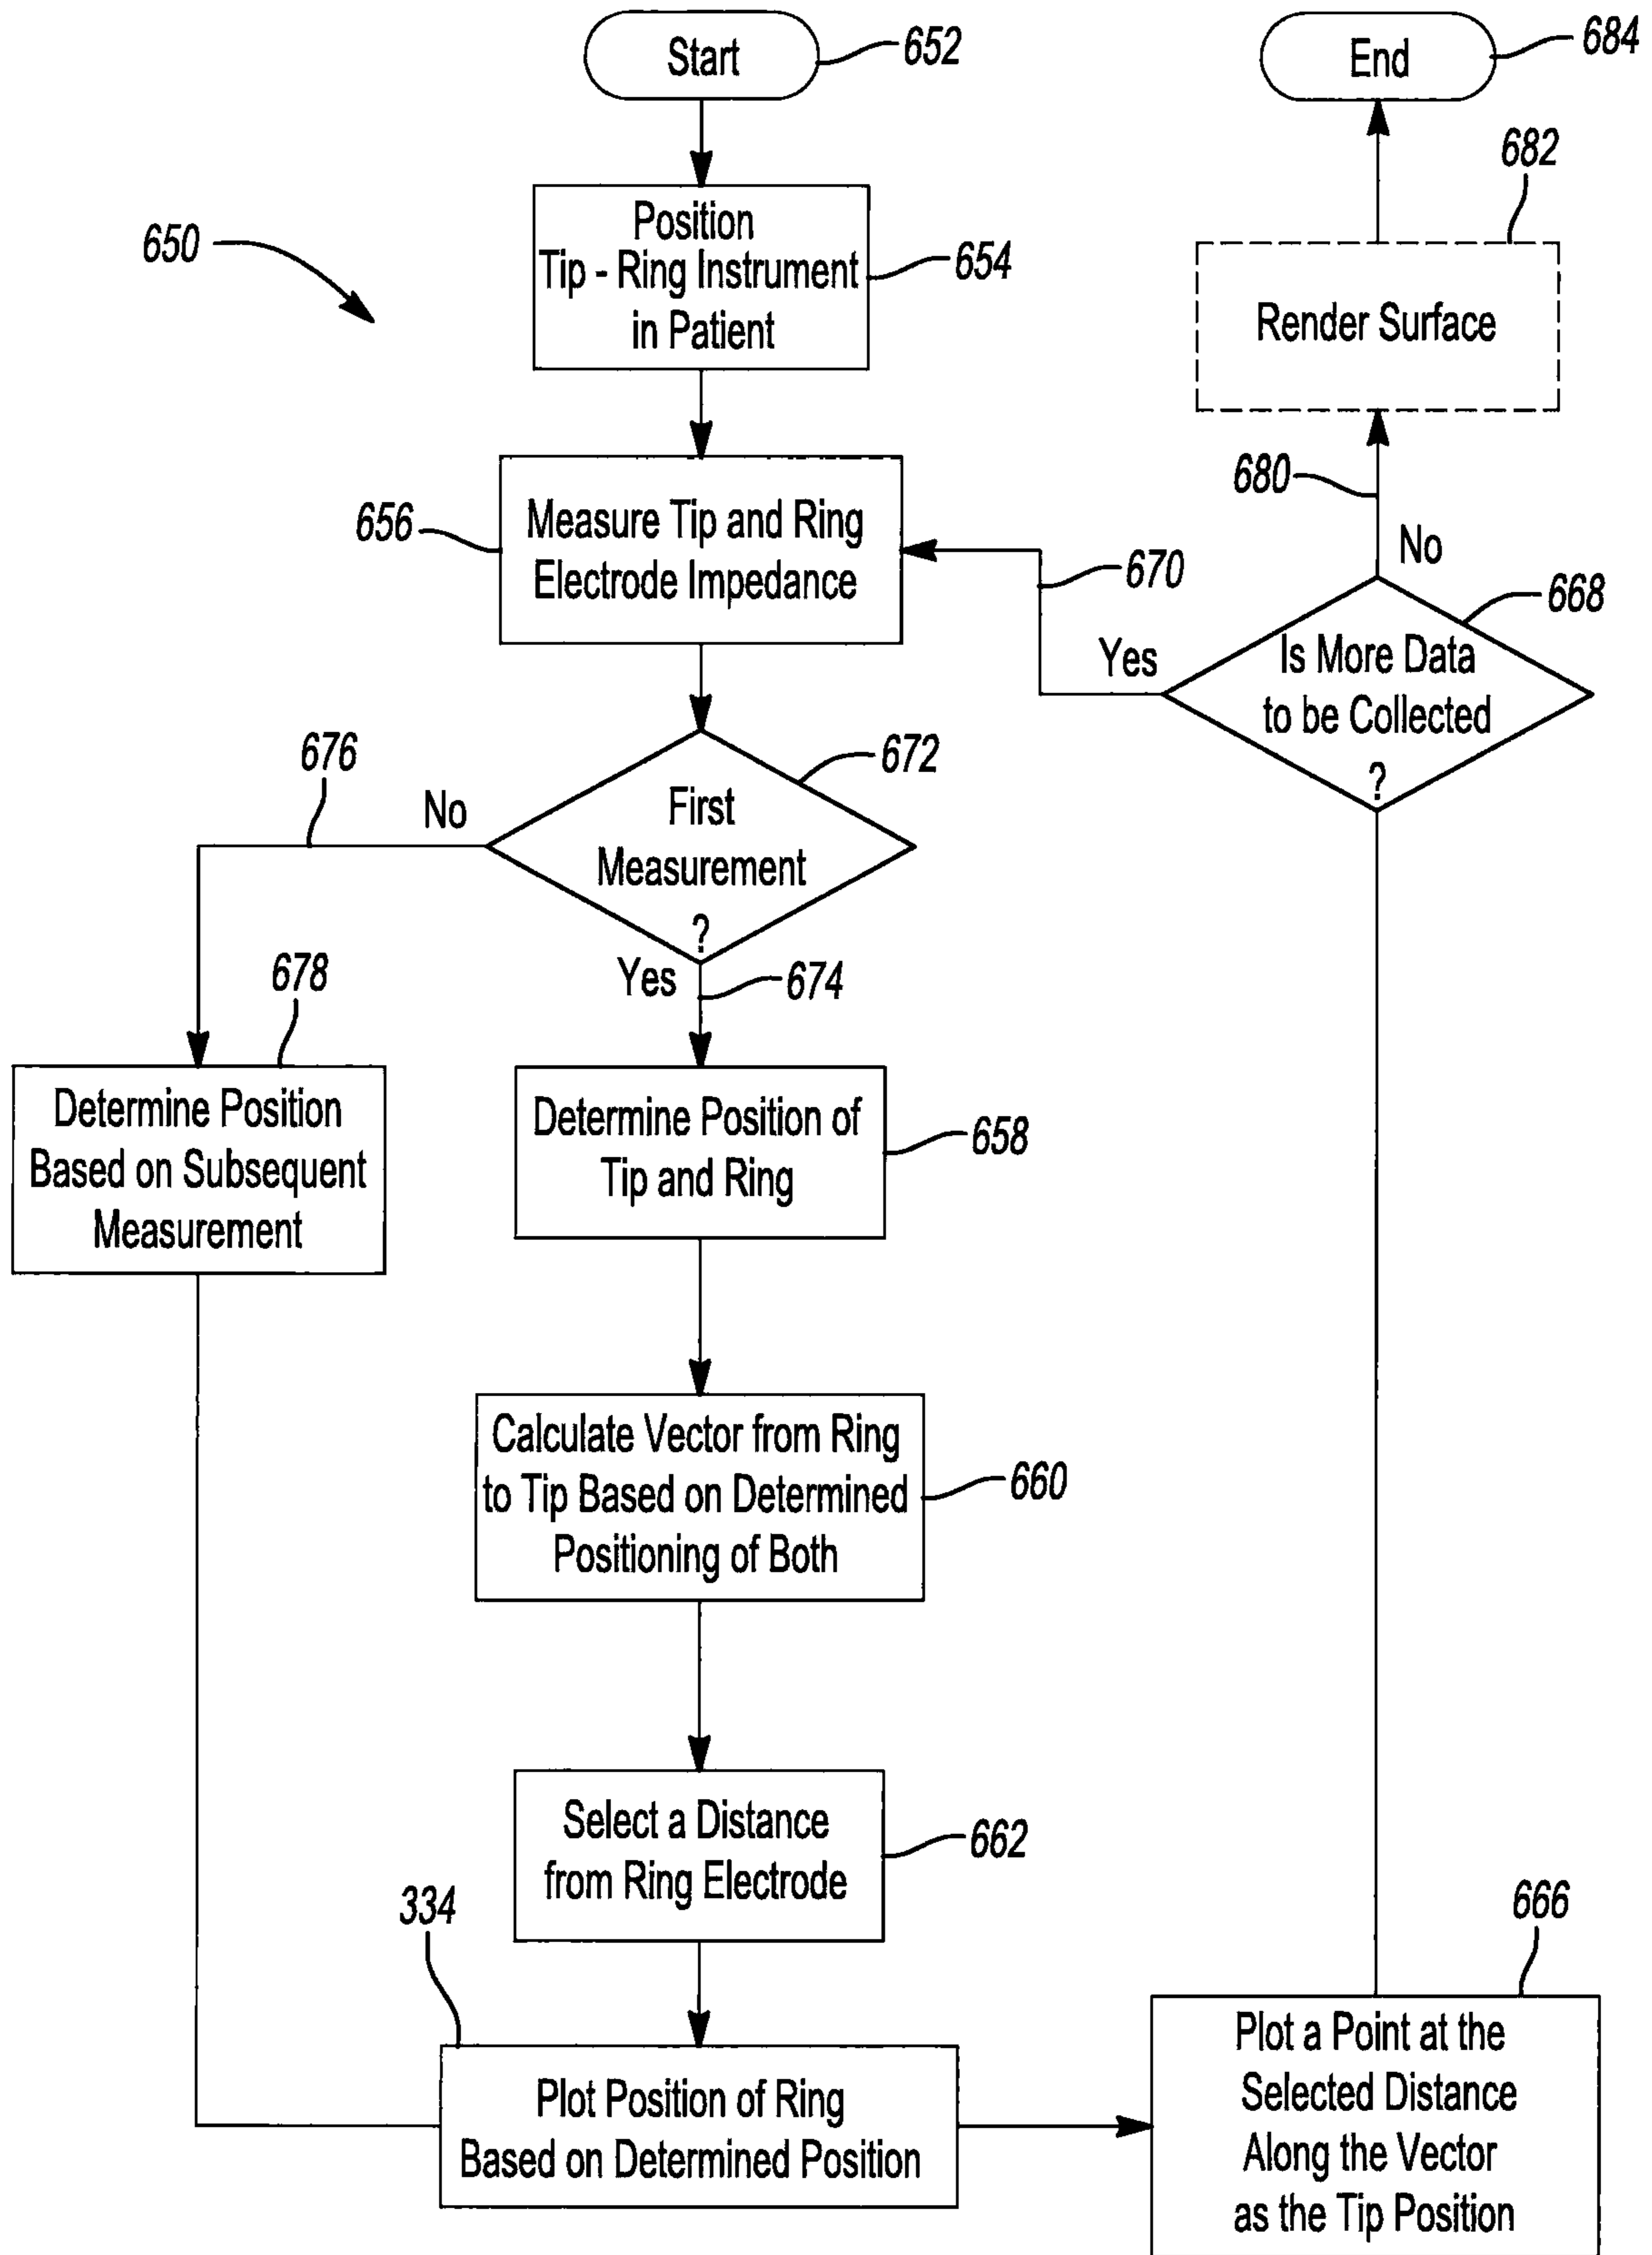 Start
652
650
Position
Tip - Ring Instrument
in Patient
654
656
Measure Tip and Ring
Electrode Impedance
672
First
Measurement
?
676
No
Yes
674
678
Determine Position
Based on Subsequent
Measurement
Determine Position of
Tip and Ring
658
Calculate Vector from Ring
to Tip Based on Determined
Positioning of Both
660
Select a Distance
from Ring Electrode
662
334
Plot Position of Ring
Based on Determined Position
666
Plot a Point at the
Selected Distance
Along the Vector
as the Tip Position
668
Is More Data
to be Collected
?
Yes
670
680
No
682
Render Surface
End
684